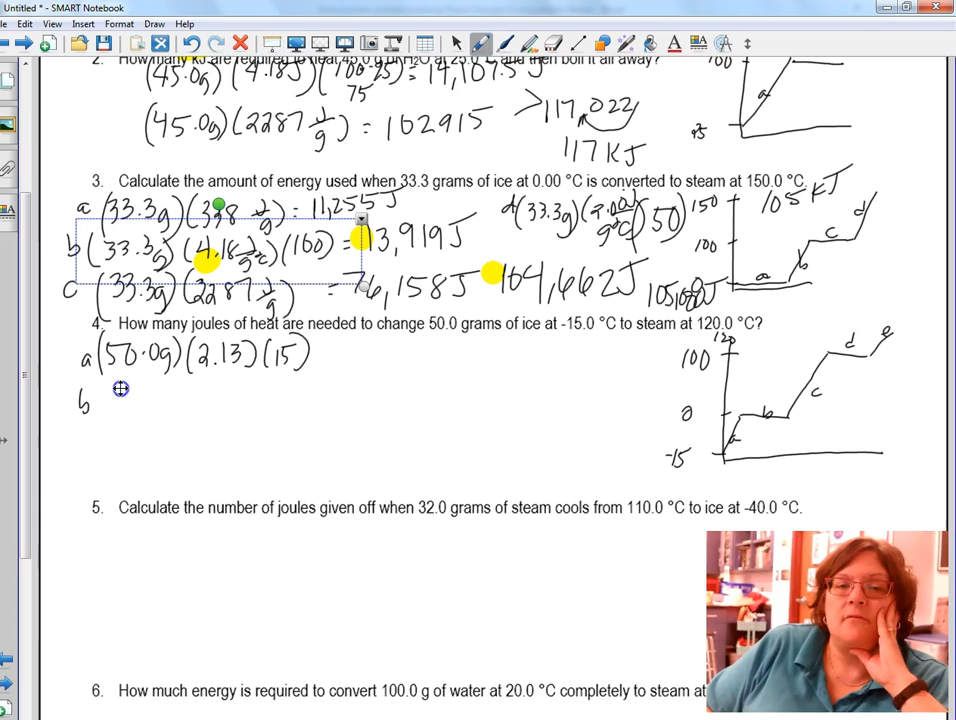 Untitled * - SMART Notebook
File Edit View Insert Format Draw Help
2. How many kJ are required to heat 45.0 g of H2O at 25.0 °C and then boil it all away?
(45.0g)(4.18J)(100-25) = 14,107.5 J
75
(45.0g)(2287 J/g) = 102915
>117,022
117 KJ
100
a
25
3. Calculate the amount of energy used when 33.3 grams of ice at 0.00 °C is converted to steam at 150.0 °C.
105 kJ
a (33.3g)(338 J/g) = 11,255 J
b (33.3g)(4.18 J/g°C)(100) = 13,919 J
c (33.3g)(2287 J/g) = 76,158 J
d (33.3g)( J/g°C)(50)
104,662 J
150
100
a
b
c
d
4. How many joules of heat are needed to change 50.0 grams of ice at -15.0 °C to steam at 120.0 °C?
a (50.0g)(2.13)(15)
b
120
100
0
-15
a
b
c
d
e
5. Calculate the number of joules given off when 32.0 grams of steam cools from 110.0 °C to ice at -40.0 °C.
6. How much energy is required to convert 100.0 g of water at 20.0 °C completely to steam at